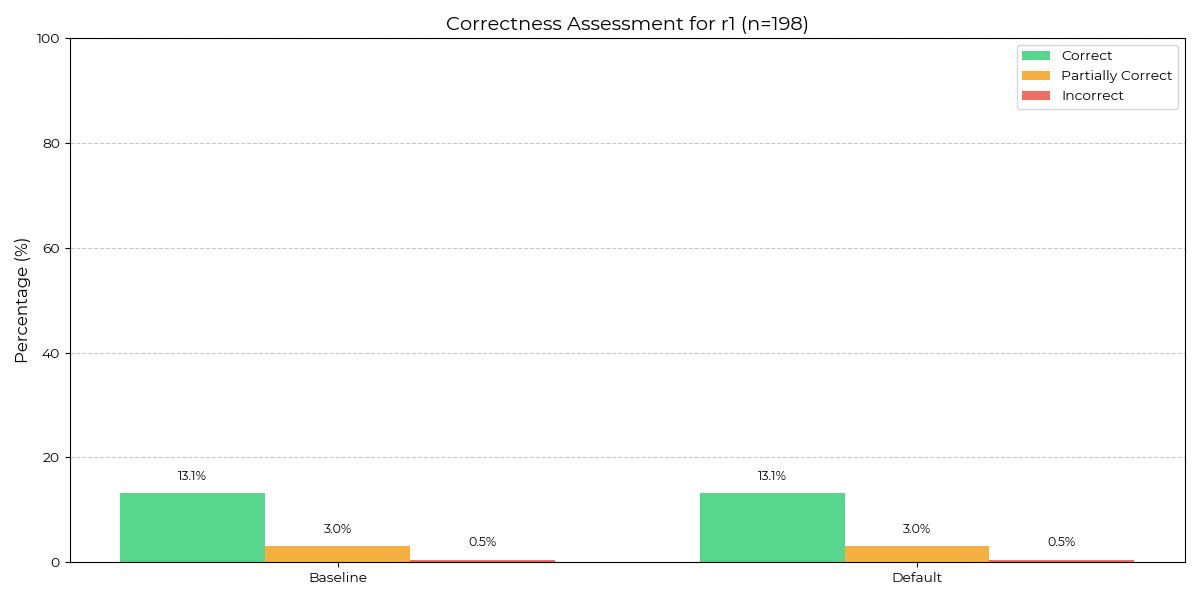 Correctness Assessment for r1 (n=198)
100
80
60
40
20
0
Percentage (%)
Correct
Partially Correct
Incorrect
13.1%
3.0%
0.5%
13.1%
3.0%
0.5%
Baseline
Default